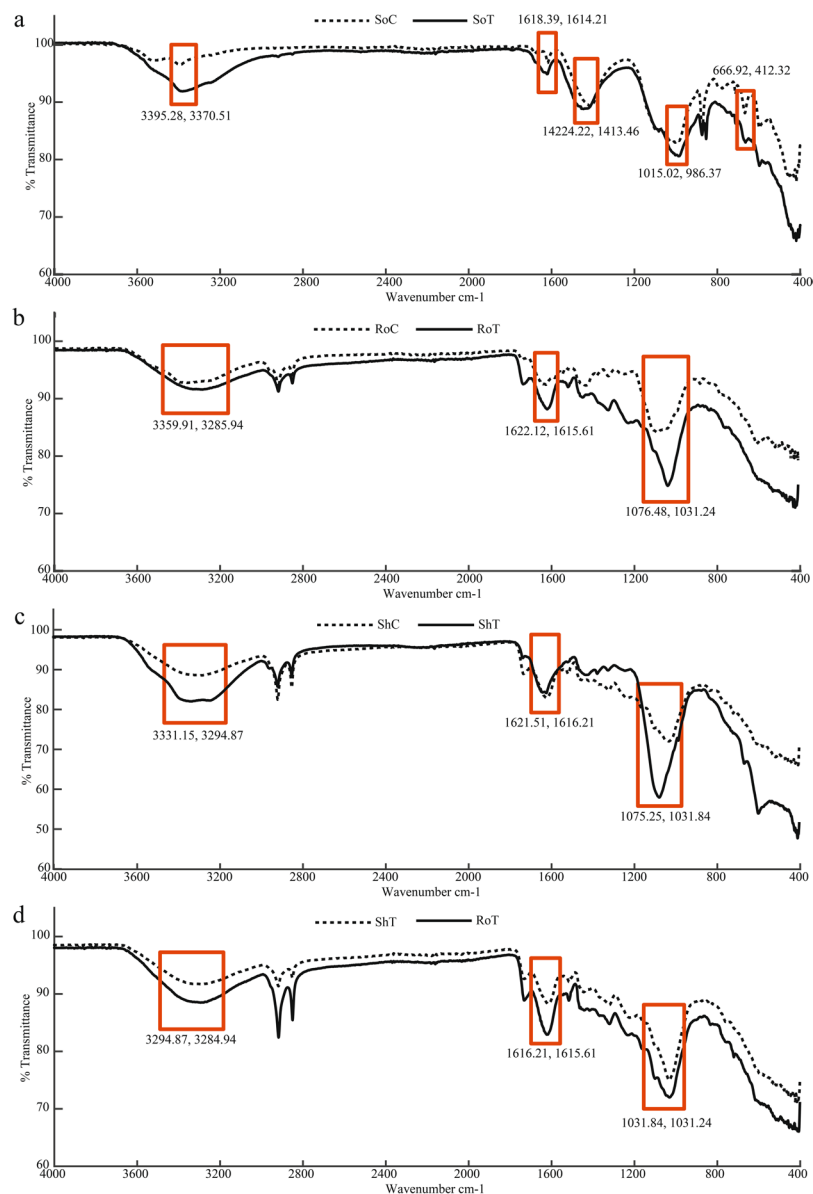 a
SoC SoT
1618.39, 1614.21
666.92, 412.32
3395.28, 3370.51
14224.22, 1413.46
1015.02, 986.37
% Transmittance
100
90
80
70
60
4000 3600 3200 2800 2400 2000 1600 1200 800 400
Wavenumber cm-1
b
RoC RoT
3359.91, 3285.94
1622.12, 1615.61
1076.48, 1031.24
% Transmittance
100
90
80
70
60
4000 3600 3200 2800 2400 2000 1600 1200 800 400
Wavenumber cm-1
c
ShC ShT
3331.15, 3294.87
1621.51, 1616.21
1075.25, 1031.84
% Transmittance
100
90
80
70
60
50
60
4000 3600 3200 2800 2400 2000 1600 1200 800 400
Wavenumber cm-1
d
ShT RoT
3294.87, 3284.94
1616.21, 1615.61
1031.84, 1031.24
% Transmittance
100
90
80
70
60
4000 3600 3200 2800 2400 2000 1600 1200 800 400
Wavenumber cm-1